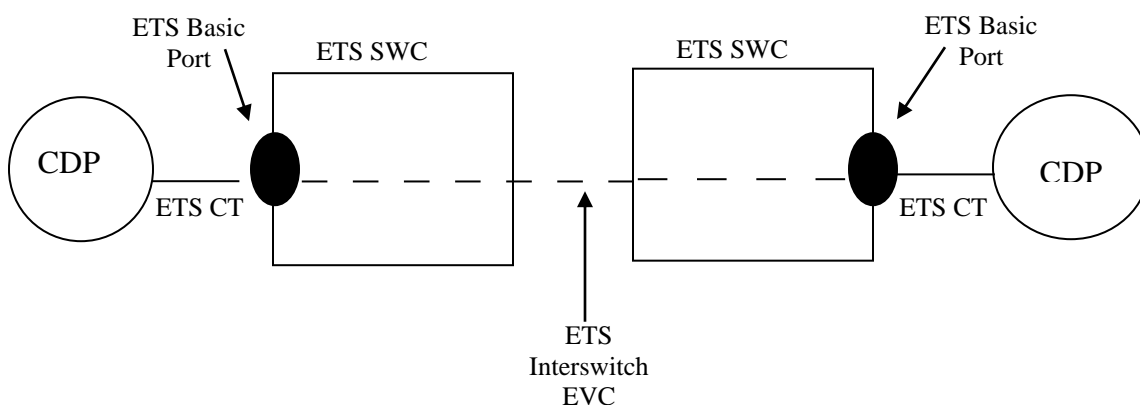 ETS Basic
Port
ETS SWC
ETS SWC
ETS Basic
Port
CDP
ETS CT
ETS CT
CDP
ETS
Interswitch
EVC